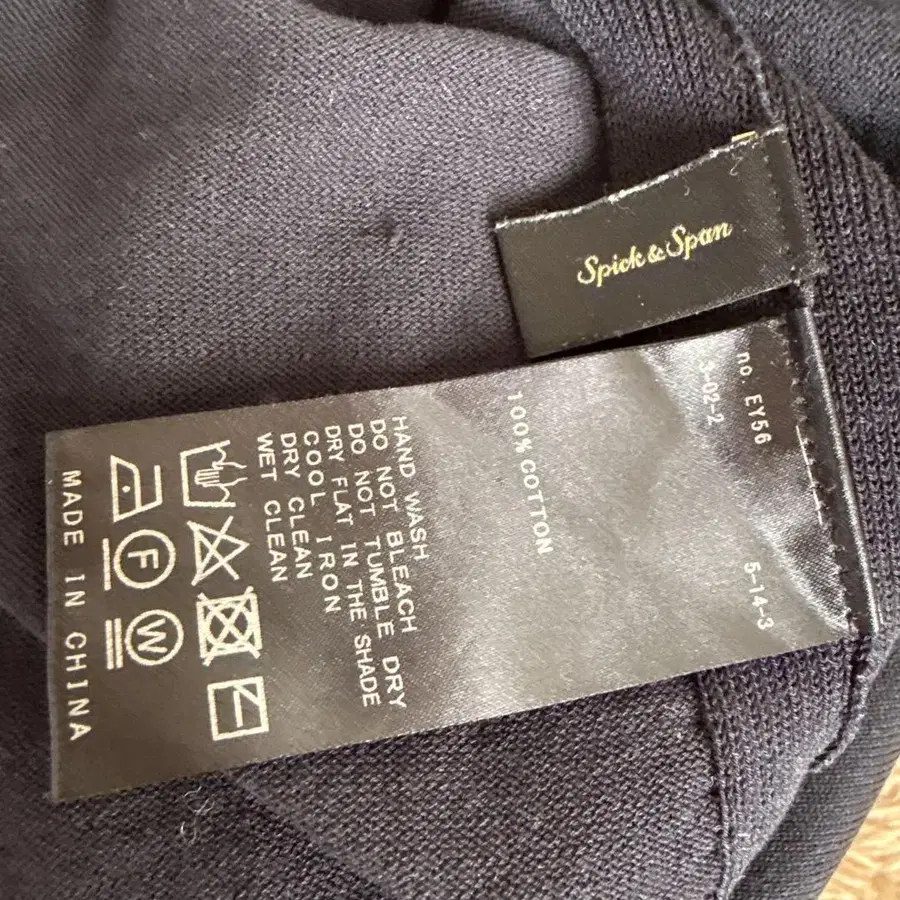 Spick & Span
no. EY56
3-02-2
5-14-3
100% COTTON
HAND WASH
DO NOT BLEACH
DO NOT TUMBLE DRY
DRY FLAT IN THE SHADE
COOL IRON
DRY CLEAN
WET CLEAN
F
W
MADE IN CHINA